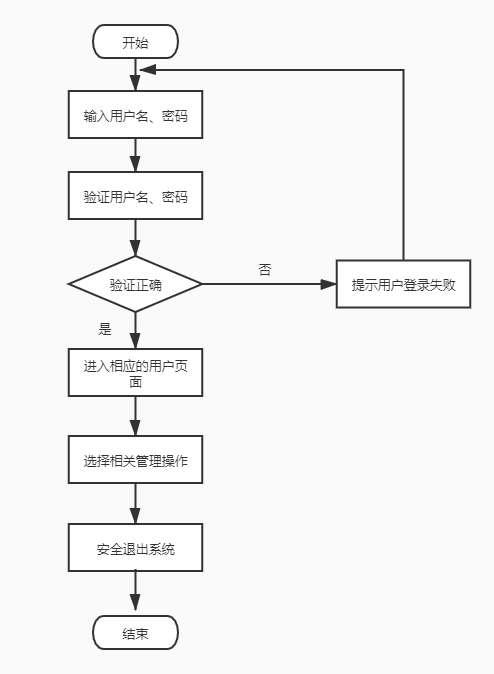 开始
输入用户名、密码
验证用户名、密码
验证正确
否
提示用户登录失败
是
进入相应的用户页
面
选择相关管理操作
安全退出系统
结束